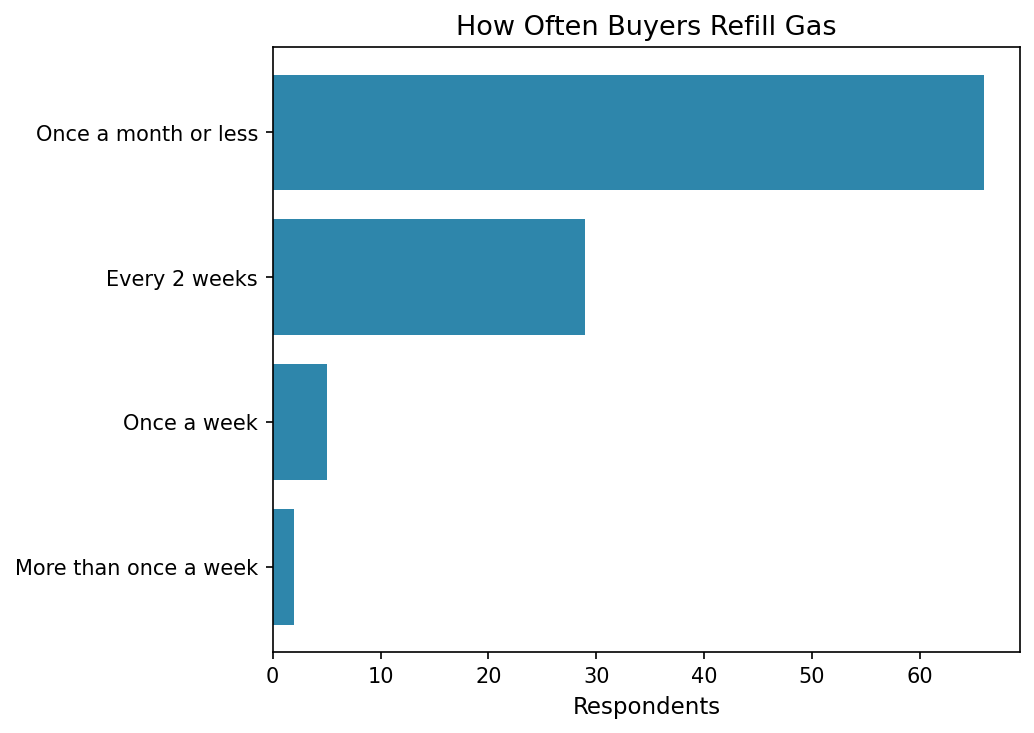 How Often Buyers Refill Gas
Once a month or less
Every 2 weeks
Once a week
More than once a week
0 10 20 30 40 50 60
Respondents